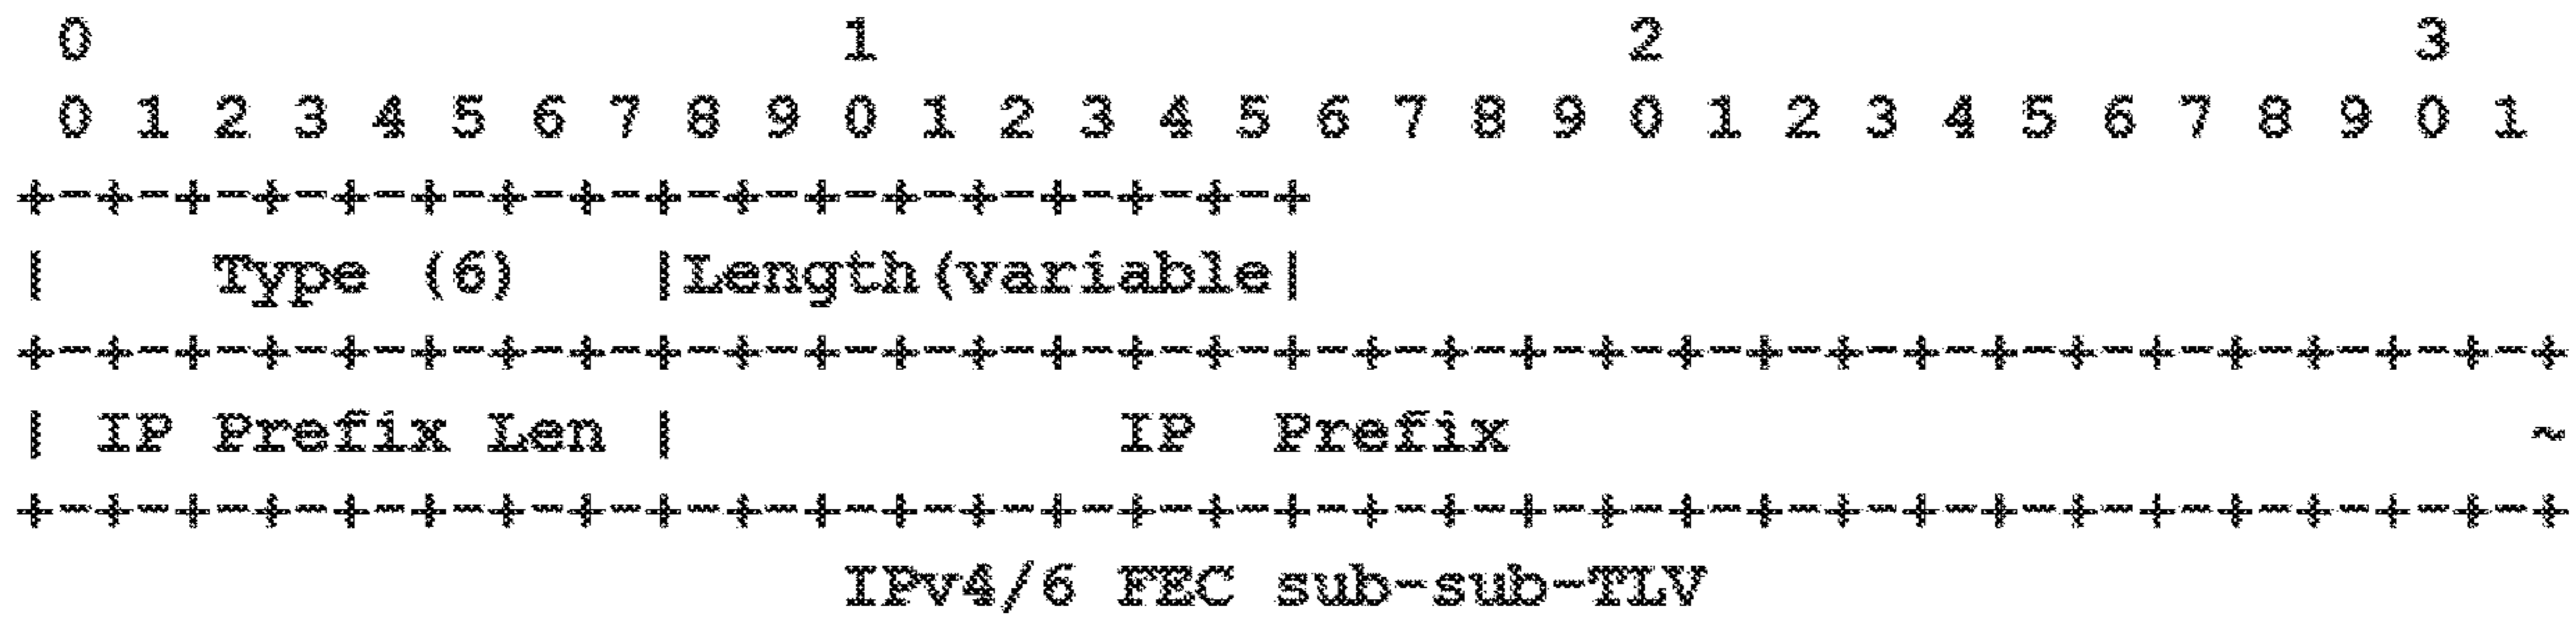 0                   1                   2                   3
 0 1 2 3 4 5 6 7 8 9 0 1 2 3 4 5 6 7 8 9 0 1 2 3 4 5 6 7 8 9 0 1
+-+-+-+-+-+-+-+-+-+-+-+-+-+-+-+-+
|    Type (6)   |Length(variable|
+-+-+-+-+-+-+-+-+-+-+-+-+-+-+-+-+-+-+-+-+-+-+-+-+-+-+-+-+-+-+-+-+
| IP Prefix Len |           IP  Prefix                          ~
+-+-+-+-+-+-+-+-+-+-+-+-+-+-+-+-+-+-+-+-+-+-+-+-+-+-+-+-+-+-+-+-+
                     IPv4/6 FEC sub-sub-TLV